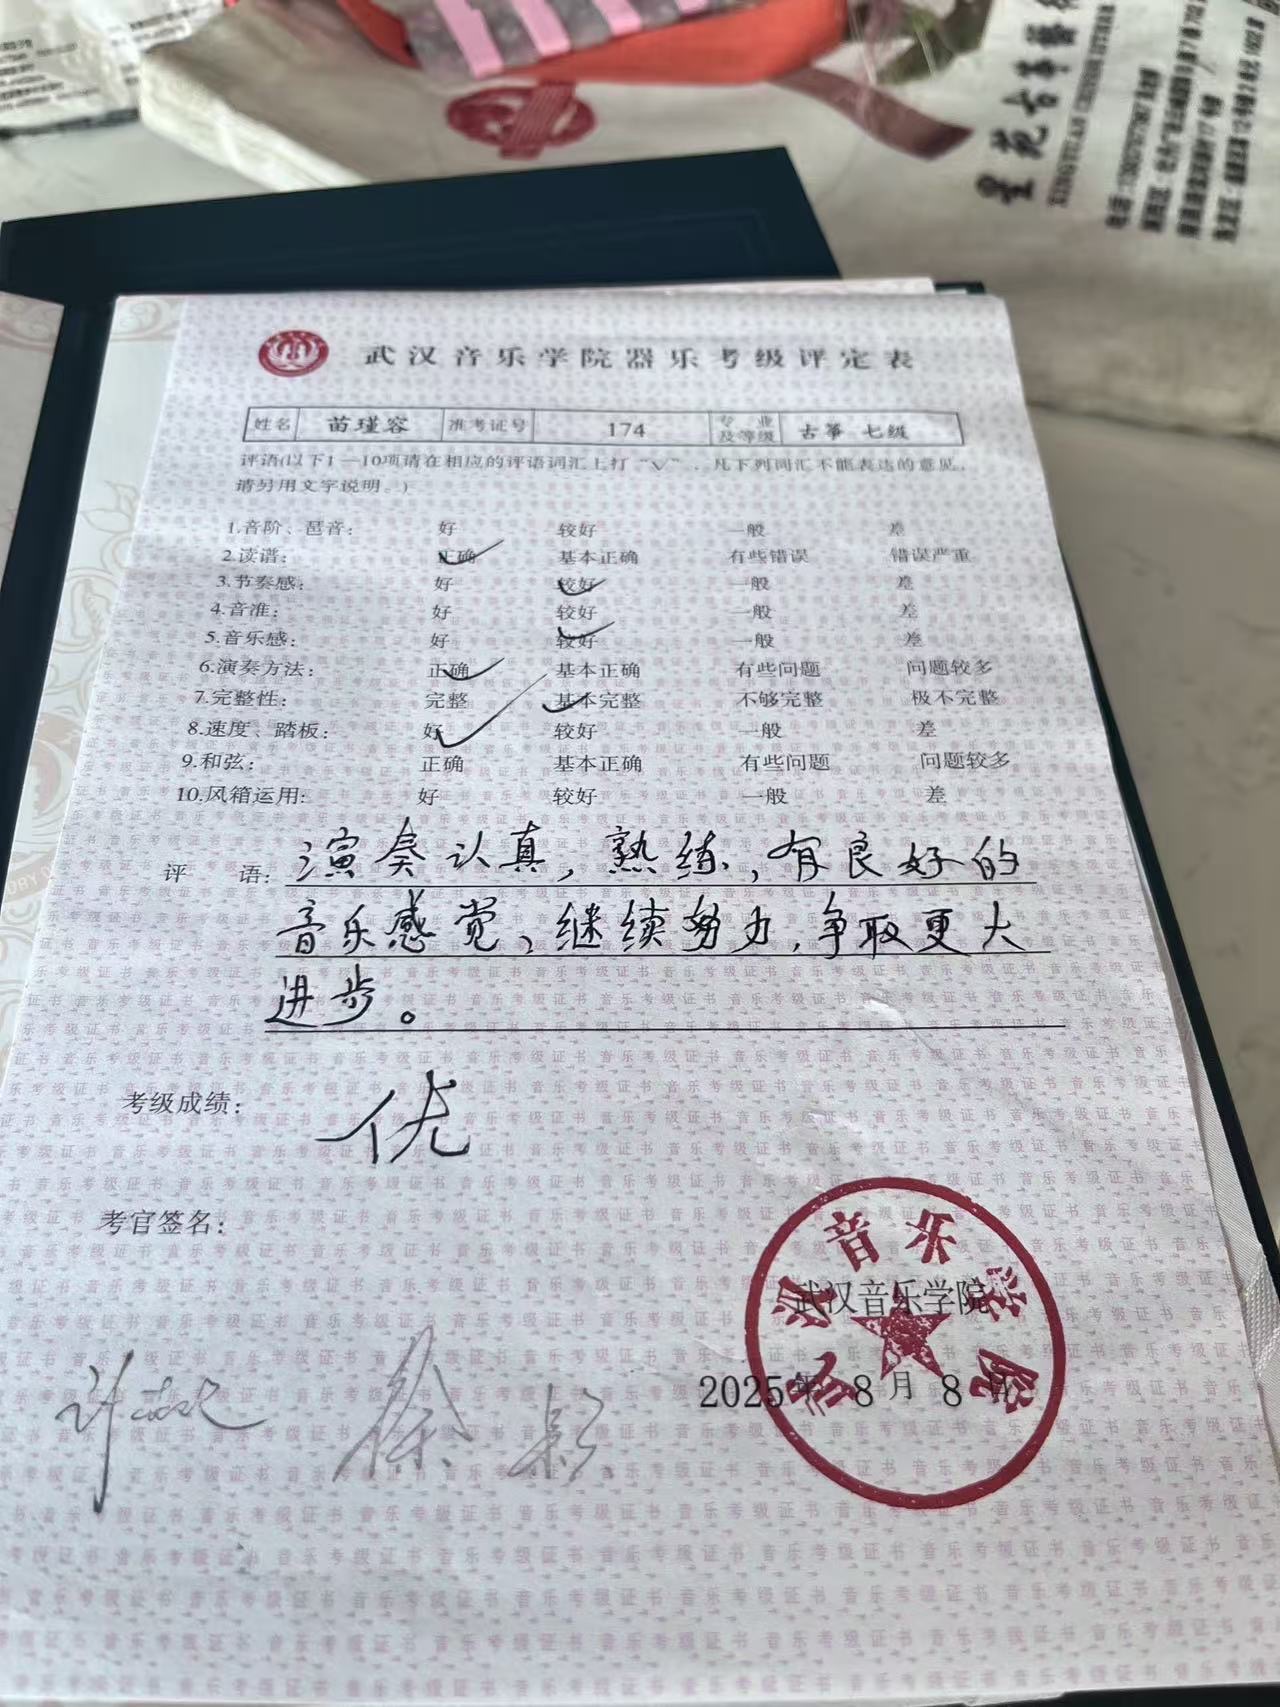 星苑古筝艺
XINGYUAN
武汉音乐学院器乐考级评定表
姓名 苗瑾容 准考证号 174 专业及等级 古筝 七级
评语(以下1—10项请在相应的评语词汇上打“√”,凡下列词汇不能表达的意见,
请另用文字说明。)
1.音阶、琶音: 好 较好 一般 差
2.读谱: 正确 基本正确 有些错误 错误严重
3.节奏感: 好 较好 一般 差
4.音准: 好 较好 一般 差
5.音乐感: 好 较好 一般 差
6.演奏方法: 正确 基本正确 有些问题 问题较多
7.完整性: 完整 基本完整 不够完整 极不完整
8.速度、踏板: 好 较好 一般 差
9.和弦: 正确 基本正确 有些问题 问题较多
10.风箱运用: 好 较好 一般 差
评 语: 演奏认真,熟练,有良好的
音乐感觉,继续努力,争取更大
进步。
考级成绩: 优
考官签名:
武汉音乐学院
武汉音乐学院
2025年8月8日